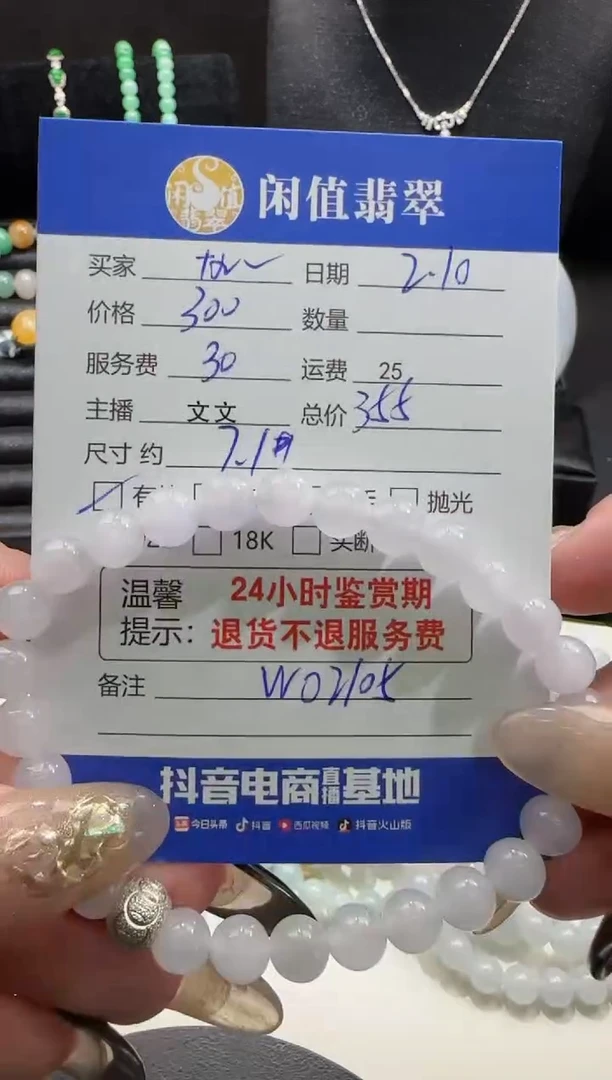 闲值翡翠
买家 日期 2.10
价格 300 数量
服务费 30 运费 25
主播 文文 总价 355
尺寸 约 7.1
抛光
18K
温馨提示：24小时鉴赏期
退货不退服务费
备注 W02105
抖音电商直播基地
今日头条 抖音 西瓜视频 抖音火山版